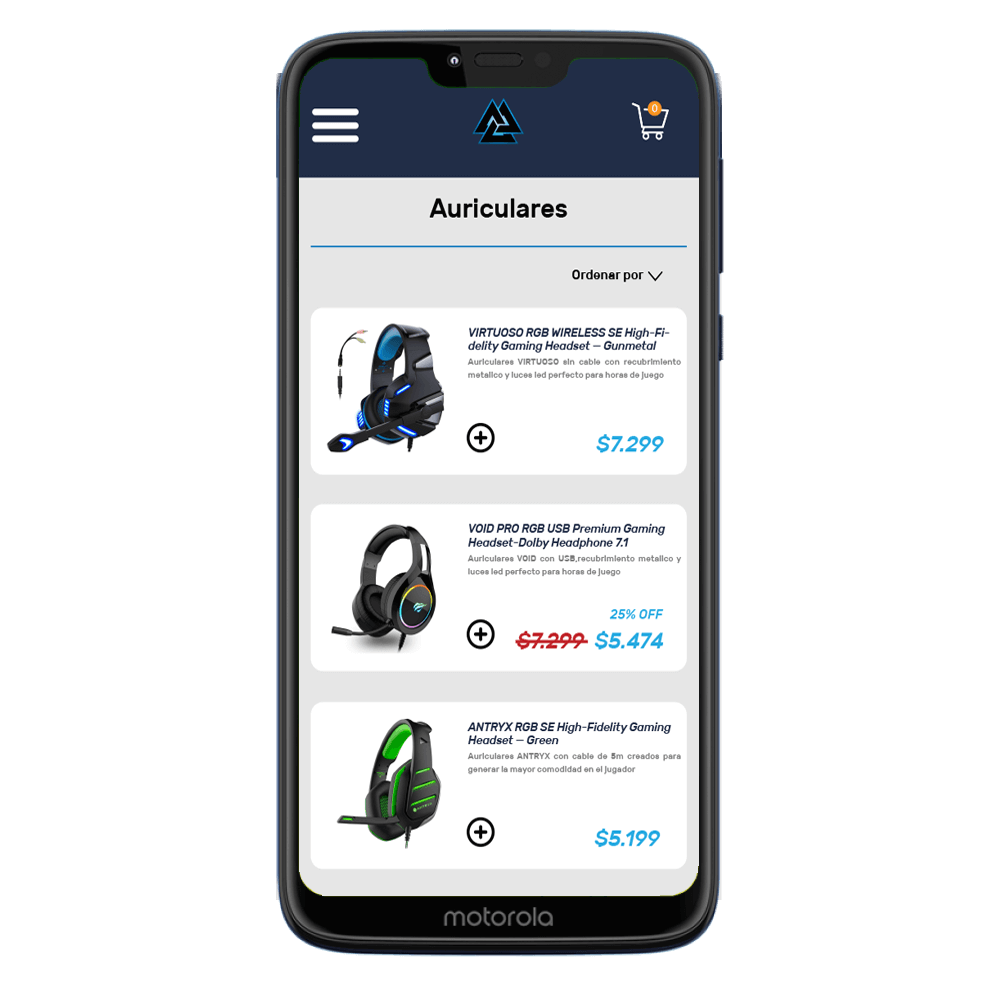 0
Auriculares
Ordenar por
VIRTUOSO RGB WIRELESS SE High-Fi-
delity Gaming Headset – Gunmetal
Auriculares VIRTUOSO sin cable con recubrimiento
metalico y luces led perfecto para horas de juego
$7.299
VOID PRO RGB USB Premium Gaming
Headset-Dolby Headphone 7.1
Auriculares VOID con USB,recubrimiento metalico y
luces led perfecto para horas de juego
25% OFF
$7.299 $5.474
ANTRYX RGB SE High-Fidelity Gaming
Headset – Green
Auriculares ANTRYX con cable de 5m creados para
generar la mayor comodidad en el jugador
$5.199
motorola